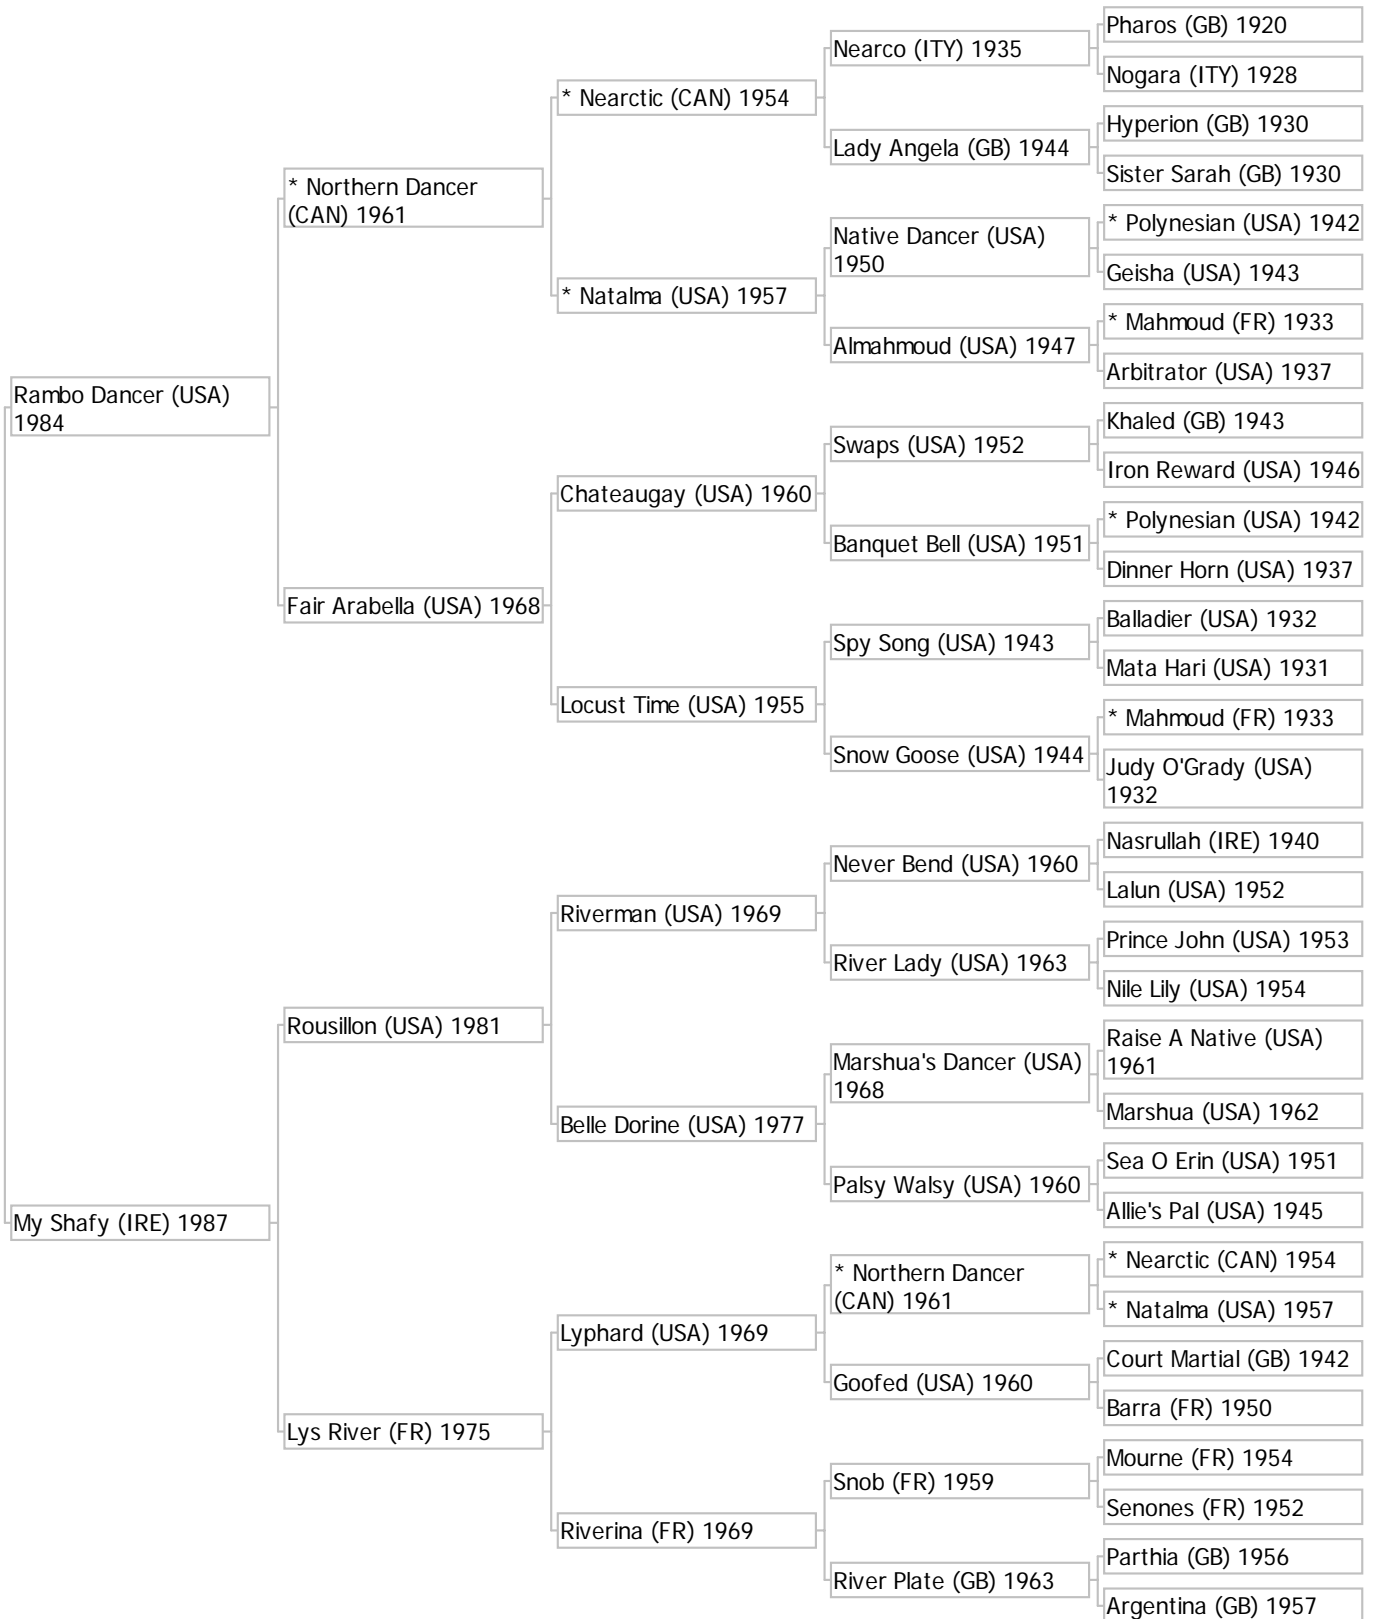 Pharos (GB) 1920
Nearco (ITY) 1935
Nogara (ITY) 1928
* Nearctic (CAN) 1954
Hyperion (GB) 1930
Lady Angela (GB) 1944
Sister Sarah (GB) 1930
* Northern Dancer
(CAN) 1961
* Polynesian (USA) 1942
Native Dancer (USA)
1950
Geisha (USA) 1943
* Natalma (USA) 1957
* Mahmoud (FR) 1933
Almahmoud (USA) 1947
Arbitrator (USA) 1937
Rambo Dancer (USA)
1984
Khaled (GB) 1943
Swaps (USA) 1952
Iron Reward (USA) 1946
Chateaugay (USA) 1960
* Polynesian (USA) 1942
Banquet Bell (USA) 1951
Dinner Horn (USA) 1937
Fair Arabella (USA) 1968
Balladier (USA) 1932
Spy Song (USA) 1943
Mata Hari (USA) 1931
Locust Time (USA) 1955
* Mahmoud (FR) 1933
Snow Goose (USA) 1944
Judy O'Grady (USA)
1932
Nasrullah (IRE) 1940
Never Bend (USA) 1960
Lalun (USA) 1952
Riverman (USA) 1969
Prince John (USA) 1953
River Lady (USA) 1963
Nile Lily (USA) 1954
Rousillon (USA) 1981
Raise A Native (USA)
1961
Marshua's Dancer (USA)
1968
Marshua (USA) 1962
Belle Dorine (USA) 1977
Sea O Erin (USA) 1951
Palsy Walsy (USA) 1960
Allie's Pal (USA) 1945
My Shafy (IRE) 1987
* Nearctic (CAN) 1954
* Northern Dancer
(CAN) 1961
* Natalma (USA) 1957
Lyphard (USA) 1969
Court Martial (GB) 1942
Goofed (USA) 1960
Barra (FR) 1950
Lys River (FR) 1975
Mourne (FR) 1954
Snob (FR) 1959
Senones (FR) 1952
Riverina (FR) 1969
Parthia (GB) 1956
River Plate (GB) 1963
Argentina (GB) 1957